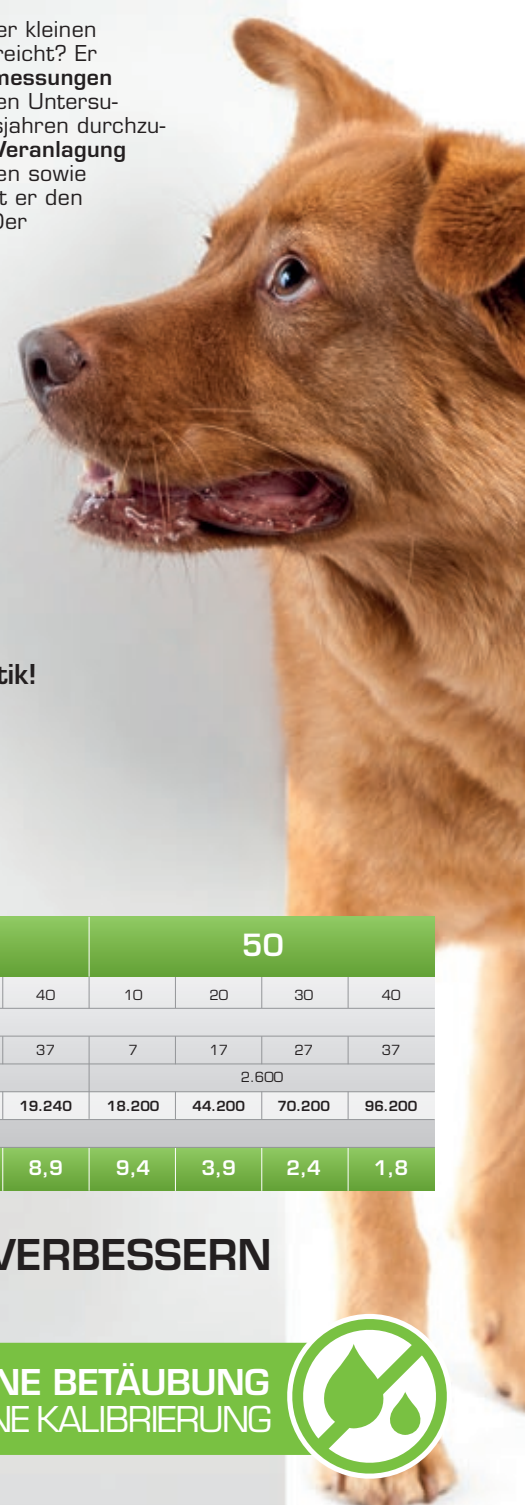 er kleinen
reicht? Er
messungen
en Untersu-
sjahren durchzu-
Veranlagung
en sowie
t er den
Der
tik!
50
40 10 20 30 40
37 7 17 27 37
2.600
19.240 18.200 44.200 70.200 96.200
8,9 9,4 3,9 2,4 1,8
VERBESSERN
NE BETÄUBUNG
NE KALIBRIERUNG